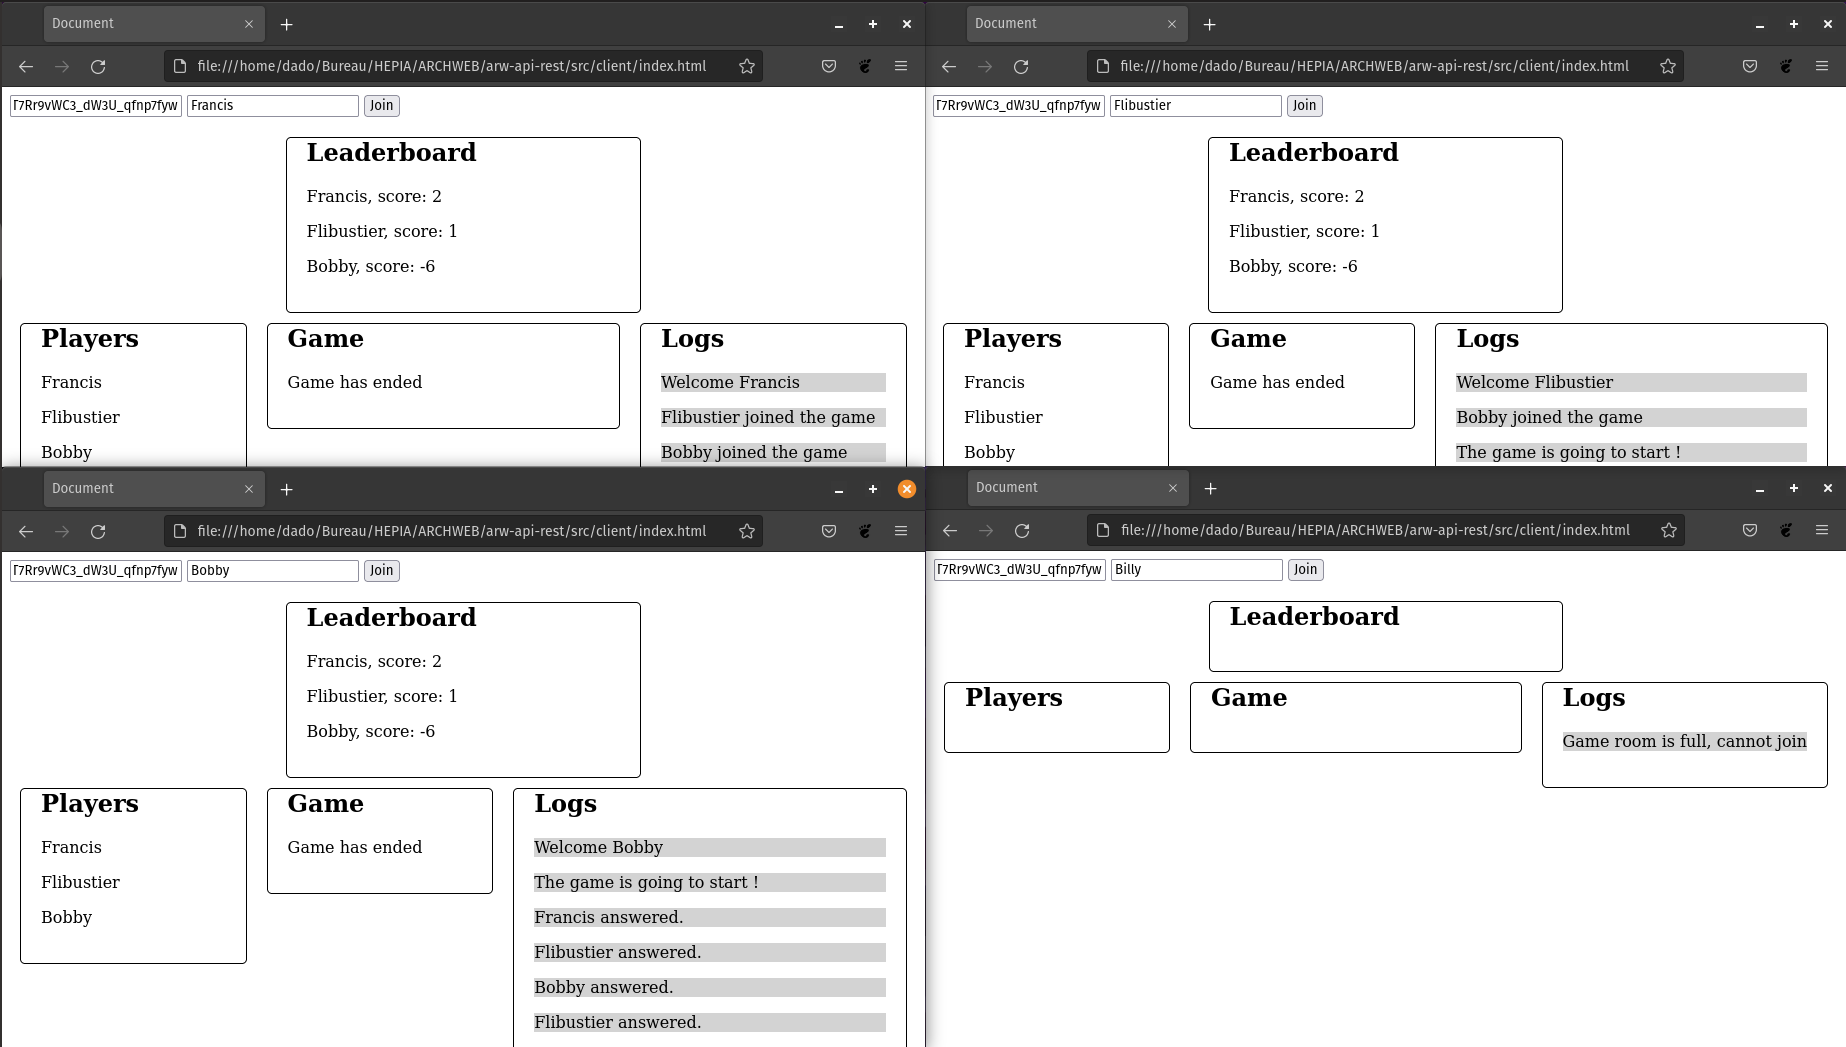 Document
file:///home/dado/Bureau/HEPIA/ARCHWEB/arw-api-rest/src/client/index.html
T7Rr9vWC3_dW3U_qfnp7fyw Francis Join
Leaderboard
Francis, score: 2
Flibustier, score: 1
Bobby, score: -6
Players
Francis
Flibustier
Bobby
Game
Game has ended
Logs
Welcome Francis
Flibustier joined the game
Bobby joined the game
Document
file:///home/dado/Bureau/HEPIA/ARCHWEB/arw-api-rest/src/client/index.html
T7Rr9vWC3_dW3U_qfnp7fyw Flibustier Join
Leaderboard
Francis, score: 2
Flibustier, score: 1
Bobby, score: -6
Players
Francis
Flibustier
Bobby
Game
Game has ended
Logs
Welcome Flibustier
Bobby joined the game
The game is going to start !
Document
file:///home/dado/Bureau/HEPIA/ARCHWEB/arw-api-rest/src/client/index.html
T7Rr9vWC3_dW3U_qfnp7fyw Bobby Join
Leaderboard
Francis, score: 2
Flibustier, score: 1
Bobby, score: -6
Players
Francis
Flibustier
Bobby
Game
Game has ended
Logs
Welcome Bobby
The game is going to start !
Francis answered.
Flibustier answered.
Bobby answered.
Flibustier answered.
Document
file:///home/dado/Bureau/HEPIA/ARCHWEB/arw-api-rest/src/client/index.html
T7Rr9vWC3_dW3U_qfnp7fyw Billy Join
Leaderboard
Players
Game
Logs
Game room is full, cannot join